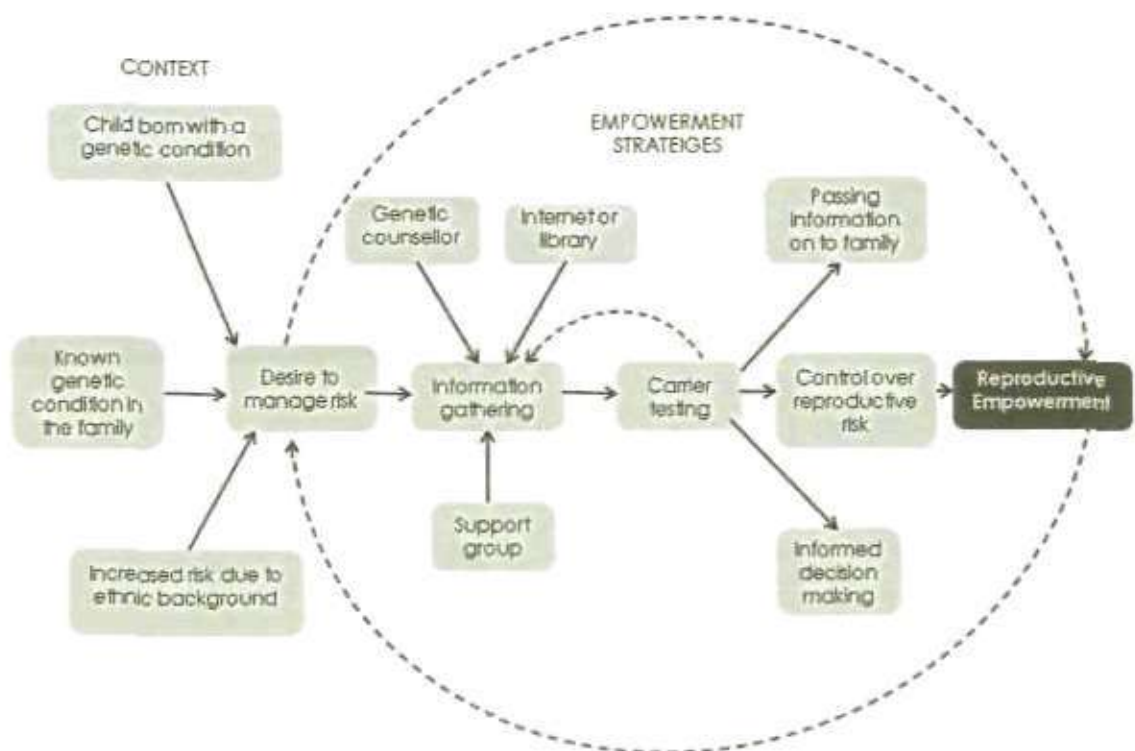 CONTEXT
Child born with a
genetic condition
EMPOWERMENT
STRATEIGES
Genetic
counsellor
Internet or
library
Passing
information
on to family
Known
genetic
condition in
the family
Desire to
manage risk
Information
gathering
Carrier
testing
Control over
reproductive
risk
Reproductive
Empowerment
Support
group
Informed
decision
making
Increased risk due to
ethnic background